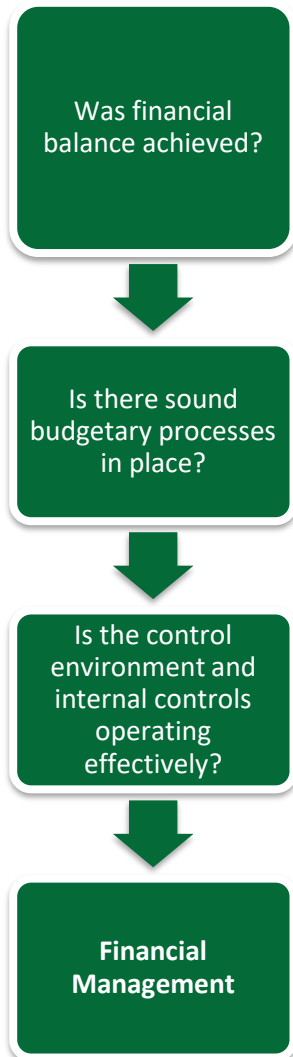 Was financial
balance achieved?
Is there sound
budgetary processes
in place?
Is the control
environment and
internal controls
operating
effectively?
Financial
Management